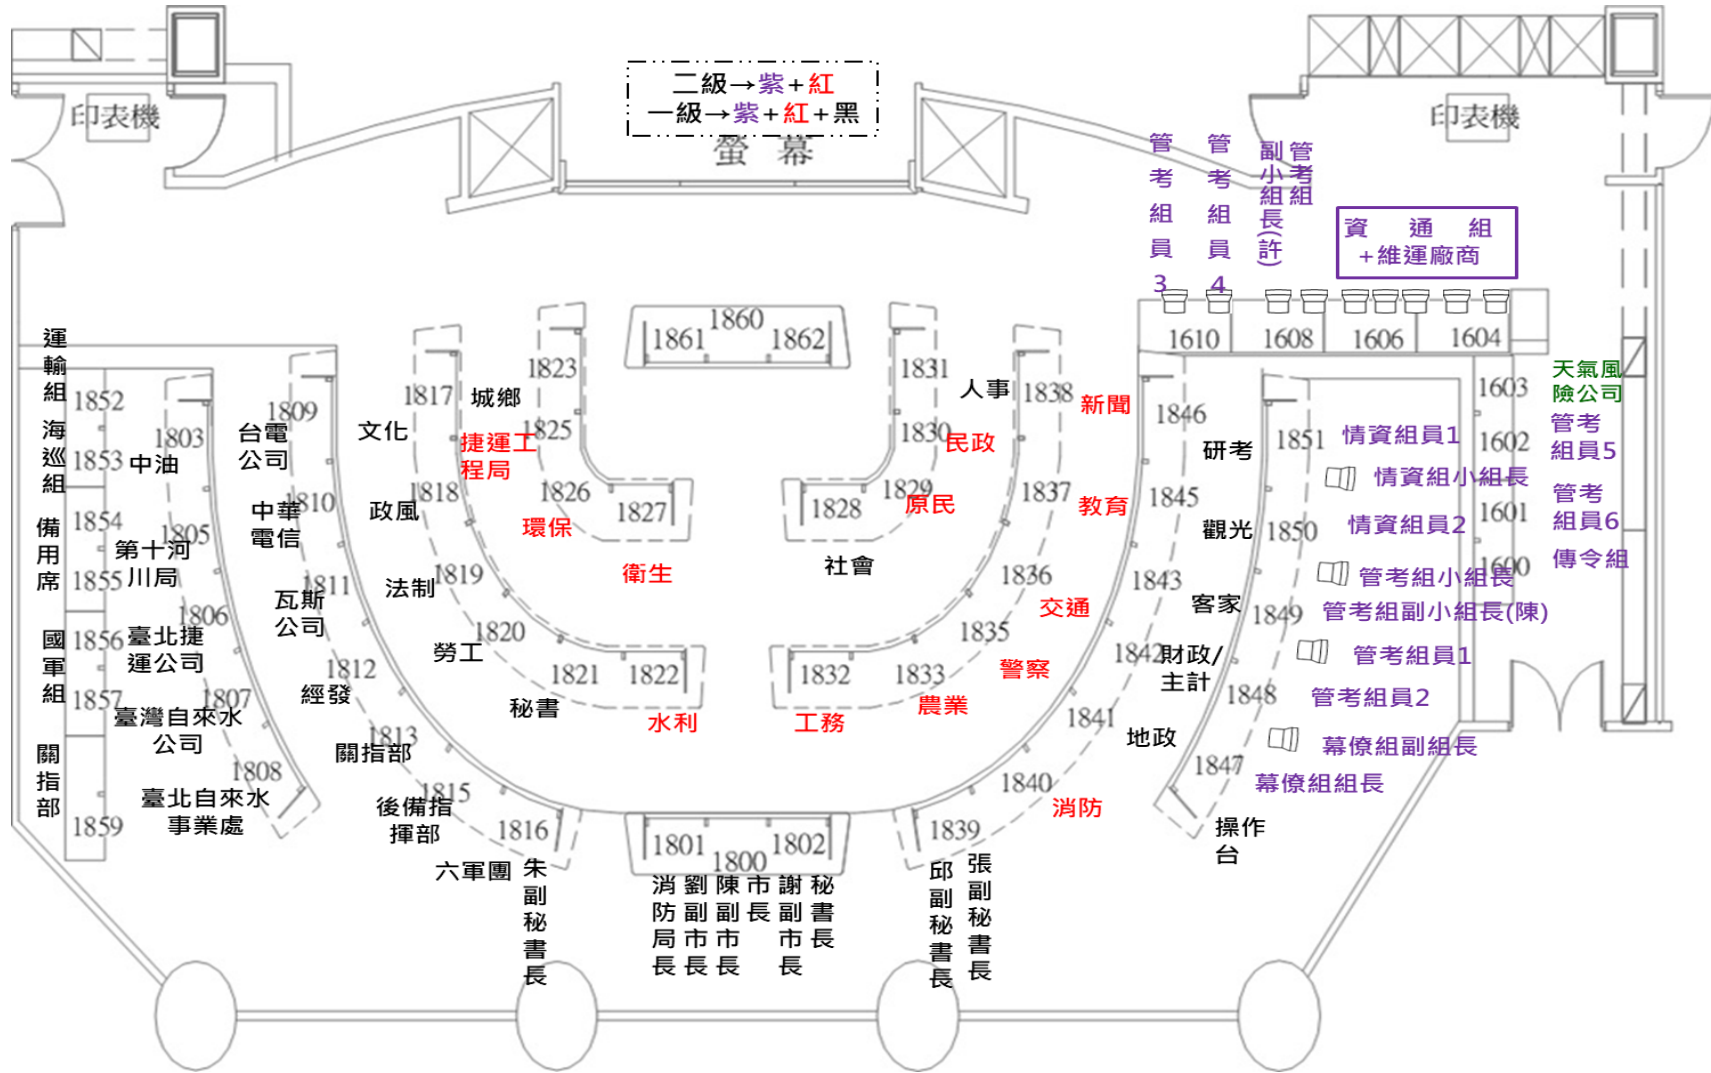 二級→紫+紅
一級→紫+紅+黑
螢 幕
印表機
印表機
管考組員3
管考組員4
管考組
副小組長(許)
資 通 組
+維運廠商
1610
1608
1606
1604
1603
1602
1601
1600
天氣風
險公司
管考
組員5
管考
組員6
傳令組
運輸組
海巡組
備用席
國軍組
關指部
1852
1853
1854
1855
1856
1857
1859
1803
中油
1805
第十河
川局
1806
臺北捷
運公司
1807
臺灣自來水
公司
1808
臺北自來水
事業處
1809
台電
公司
1810
中華
電信
1811
瓦斯
公司
1812
經發
1813
關指部
1815
後備指
揮部
1816
六軍團
朱副秘書長
1817
文化
1818
政風
1819
法制
1820
勞工
1821
秘書
1822
水利
1823
城鄉
1825
捷運工
程局
1826
環保
1827
衛生
1860
1861
1862
1831
人事
1830
民政
1829
原民
1828
社會
1838
新聞
1837
教育
1836
交通
1835
警察
1833
農業
1832
工務
1846
研考
1845
觀光
1843
客家
1842
財政/
主計
1841
地政
1840
消防
1839
邱副秘書長
張副秘書長
1851
情資組員1
情資組小組長
1850
情資組員2
管考組小組長
1849
管考組副小組長(陳)
管考組員1
1848
管考組員2
幕僚組副組長
1847
幕僚組組長
操作
台
1801
1800
1802
消防局長
劉副市長
陳副市長
市長
謝副市長
秘書長